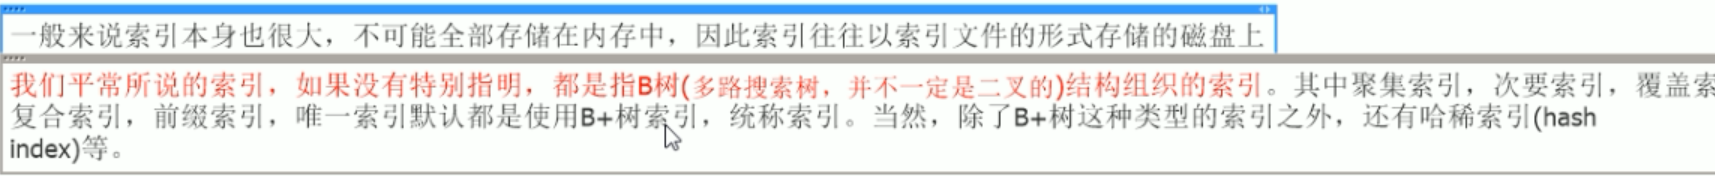 一般来说索引本身也很大，不可能全部存储在内存中，因此索引往往以索引文件的形式存储的磁盘上
我们平常所说的索引，如果没有特别指明，都是指B树(多路搜索树，并不一定是二叉的)结构组织的索引。其中聚集索引，次要索引，覆盖索
复合索引，前缀索引，唯一索引默认都是使用B+树索引，统称索引。当然，除了B+树这种类型的索引之外，还有哈稀索引(hash
index)等。